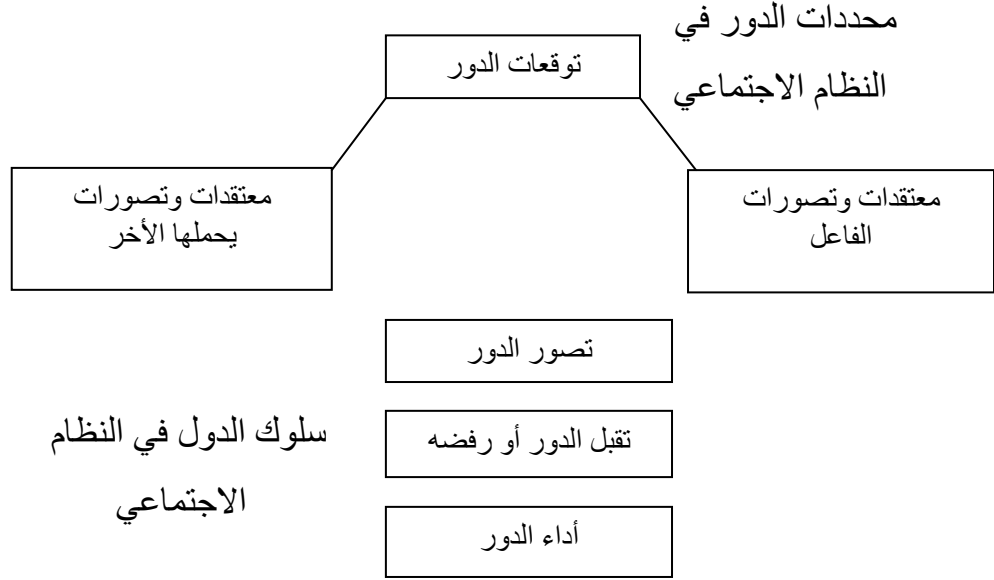 محددات الدور في
النظام الاجتماعي
توقعات الدور
معتقدات وتصورات
الفاعل
معتقدات وتصورات
يحملها الأخر
تصور الدور
تقبل الدور أو رفضه
سلوك الدول في النظام
الاجتماعي
أداء الدور